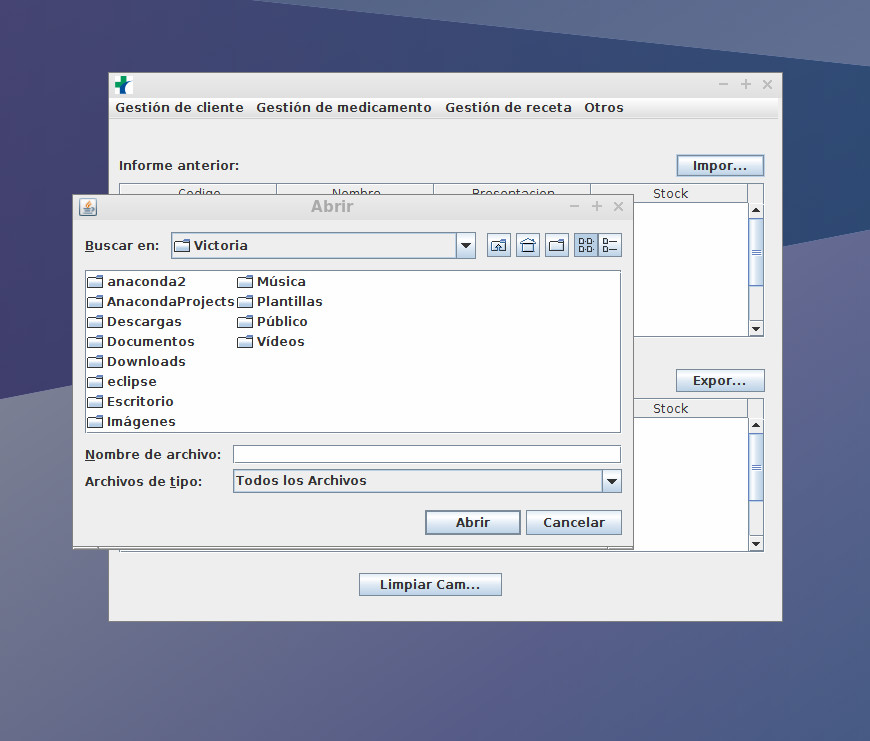 Gestión de cliente Gestión de medicamento Gestión de receta Otros
Informe anterior:
Impor...
Codigo Nombre Presentacion Stock
Abrir
Buscar en: Victoria
anaconda2 Música
AnacondaProjects Plantillas
Descargas Público
Documentos Vídeos
Downloads
eclipse
Escritorio
Imágenes
Expor...
Stock
Nombre de archivo:
Archivos de tipo: Todos los Archivos
Abrir Cancelar
Limpiar Cam...